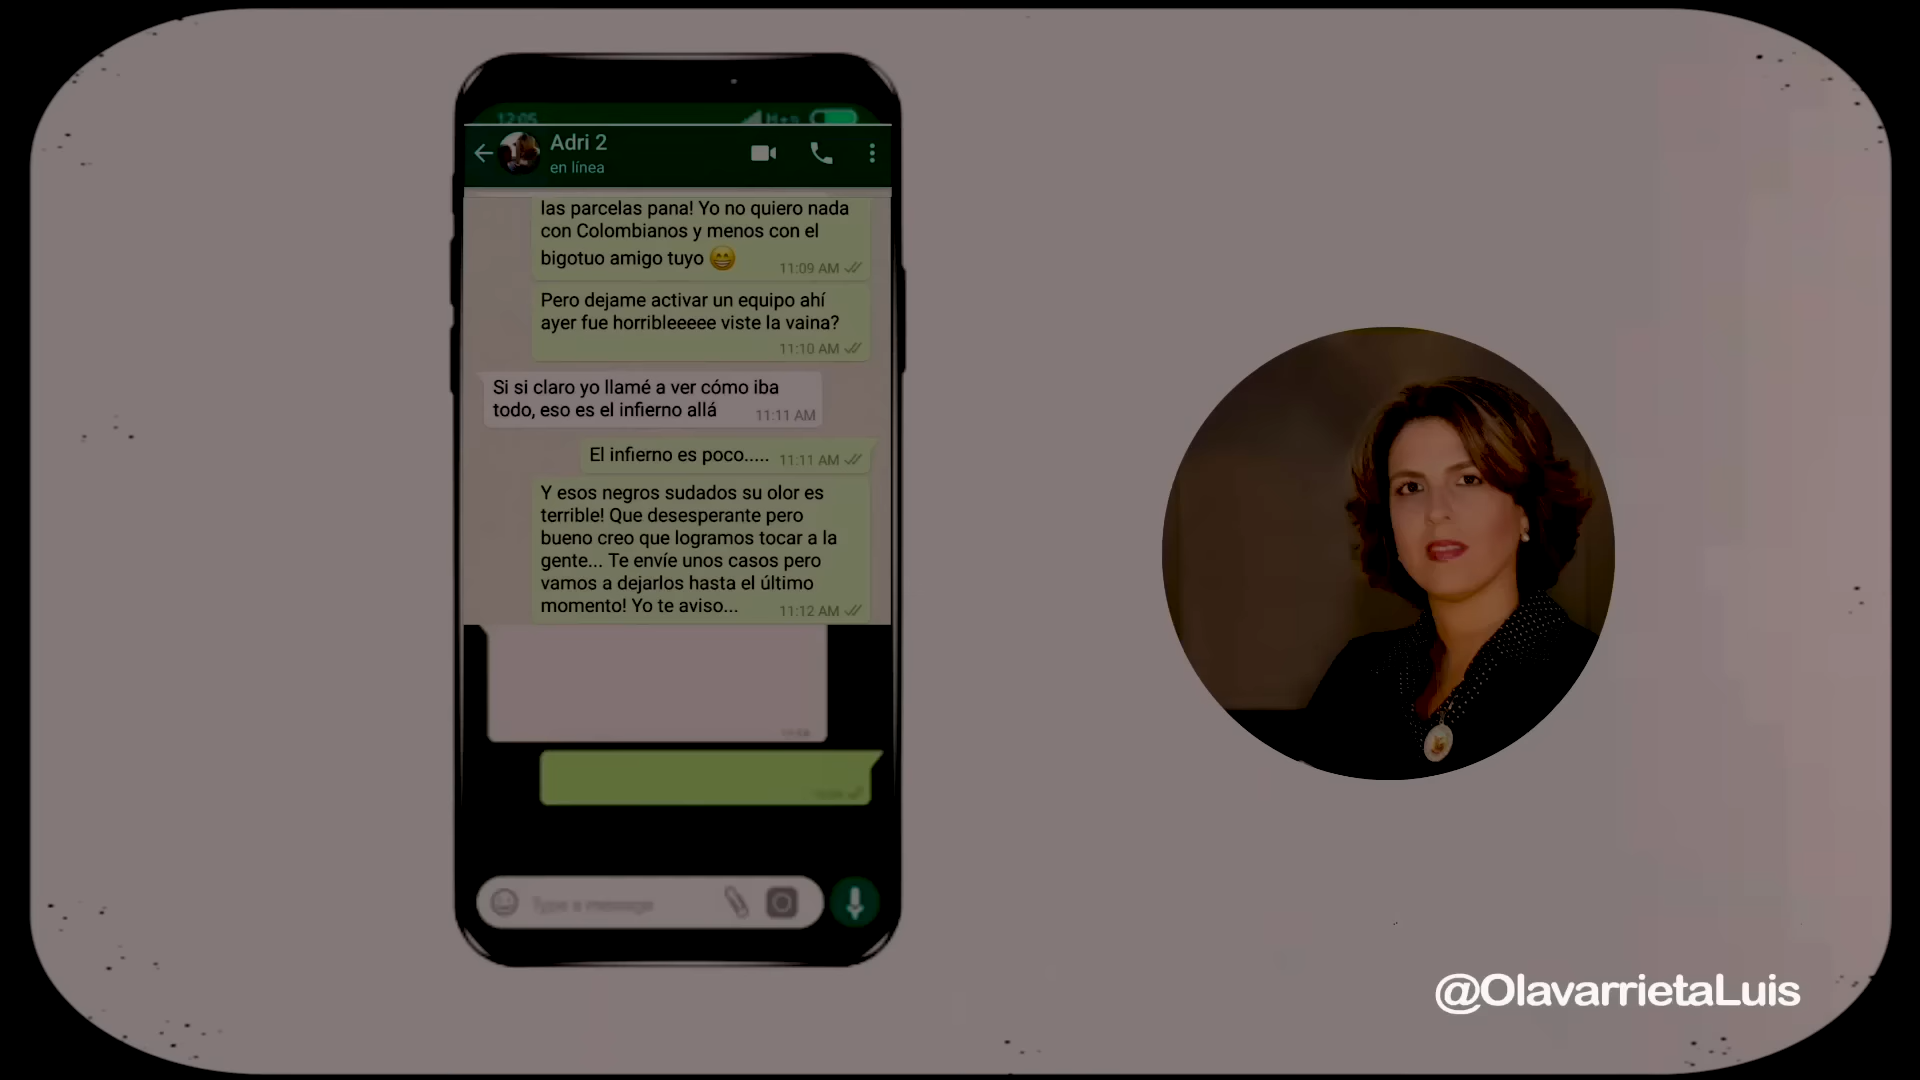 12:05
H+
Adri 2
en línea
las parcelas pana! Yo no quiero nada
con Colombianos y menos con el
bigotuo amigo tuyo 😁
11:09 AM
Pero dejame activar un equipo ahí
ayer fue horribleeeee viste la vaina?
11:10 AM
Si si claro yo llamé a ver cómo iba
todo, eso es el infierno allá
11:11 AM
El infierno es poco.....
11:11 AM
Y esos negros sudados su olor es
terrible! Que desesperante pero
bueno creo que logramos tocar a la
gente... Te envíe unos casos pero
vamos a dejarlos hasta el último
momento! Yo te aviso...
11:12 AM
Type a message
@OlavarrietaLuis